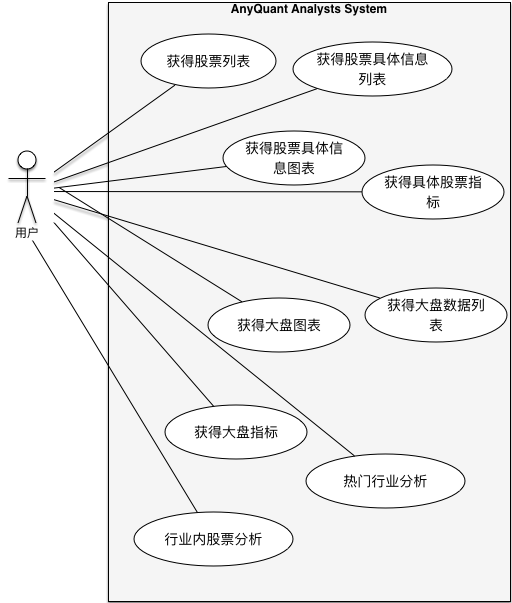 AnyQuant Analysts System
获得股票列表
获得股票具体信息
列表
获得股票具体信
息图表
获得具体股票指
标
用户
获得大盘数据列
表
获得大盘图表
获得大盘指标
热门行业分析
行业内股票分析